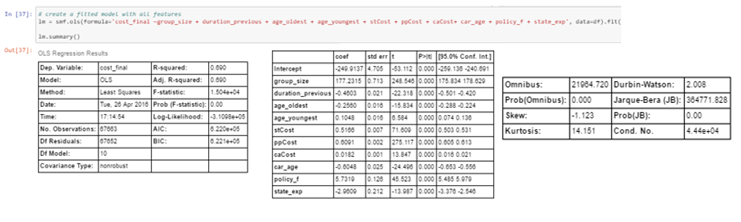 In [37]: # create a fitted model with all features
lm = smf.ols(formula='cost_final ~group_size + duration_previous + age_oldest + age_youngest + stCost + ppCost + caCost+ car_age + policy_f + state_exp', data=df).fit(
lm.summary()
Out[37]: OLS Regression Results
Dep. Variable: cost_final R-squared: 0.690
Model: OLS Adj. R-squared: 0.690
Method: Least Squares F-statistic: 1.504e+04
Date: Tue, 26 Apr 2016 Prob (F-statistic): 0.00
Time: 17:14:54 Log-Likelihood: -3.1098e+05
No. Observations: 67663 AIC: 6.220e+05
Df Residuals: 67652 BIC: 6.221e+05
Df Model: 10
Covariance Type: nonrobust
coef std err t P>|t| [95.0% Conf. Int.]
Intercept -249.9137 4.705 -53.112 0.000 -259.136 -240.691
group_size 177.2315 0.713 248.546 0.000 175.834 178.629
duration_previous -0.4603 0.021 -22.318 0.000 -0.501 -0.420
age_oldest -0.2560 0.016 -15.834 0.000 -0.288 -0.224
age_youngest 0.1048 0.016 6.584 0.000 0.074 0.136
stCost 0.5166 0.007 71.609 0.000 0.503 0.531
ppCost 0.6091 0.002 275.117 0.000 0.605 0.613
caCost 0.0182 0.001 13.847 0.000 0.016 0.021
car_age -0.6048 0.025 -24.496 0.000 -0.653 -0.556
policy_f 5.7319 0.126 45.523 0.000 5.485 5.979
state_exp -2.9609 0.212 -13.987 0.000 -3.376 -2.546
Omnibus: 21964.720 Durbin-Watson: 2.008
Prob(Omnibus): 0.000 Jarque-Bera (JB): 364771.828
Skew: -1.123 Prob(JB): 0.00
Kurtosis: 14.151 Cond. No. 4.44e+04